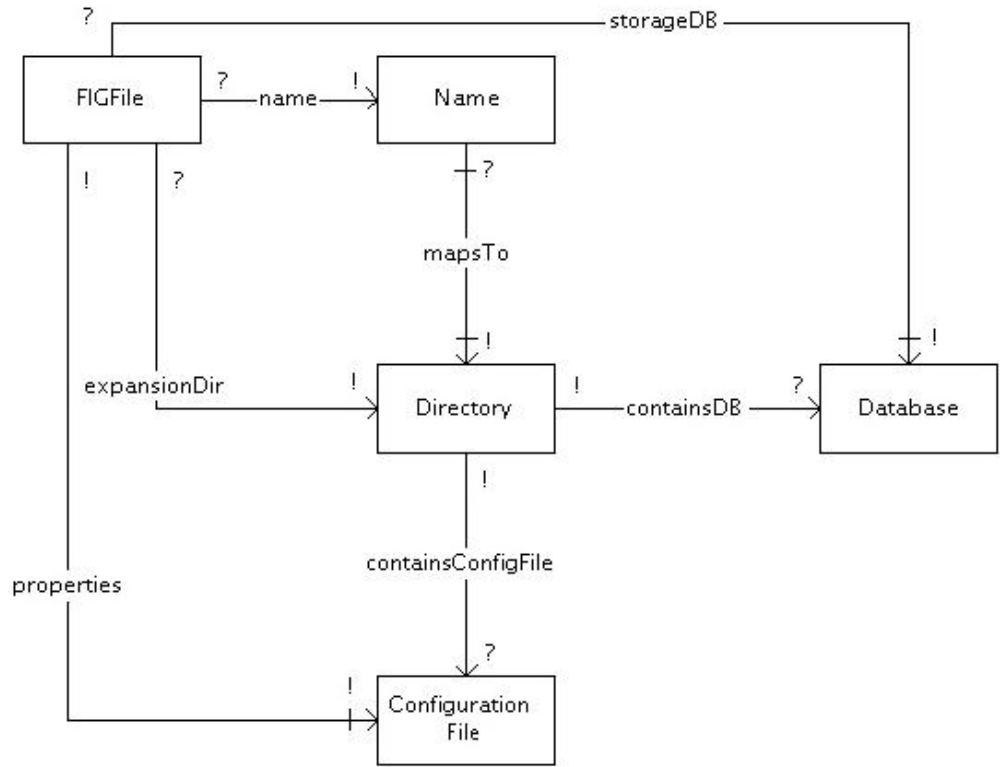 ?
storageDB
FIGFile
?
name
!
Name
!
?
?
mapsTo
!
!
expansionDir
!
Directory
!
containsDB
?
Database
!
containsConfigFile
properties
?
!
Configuration
File